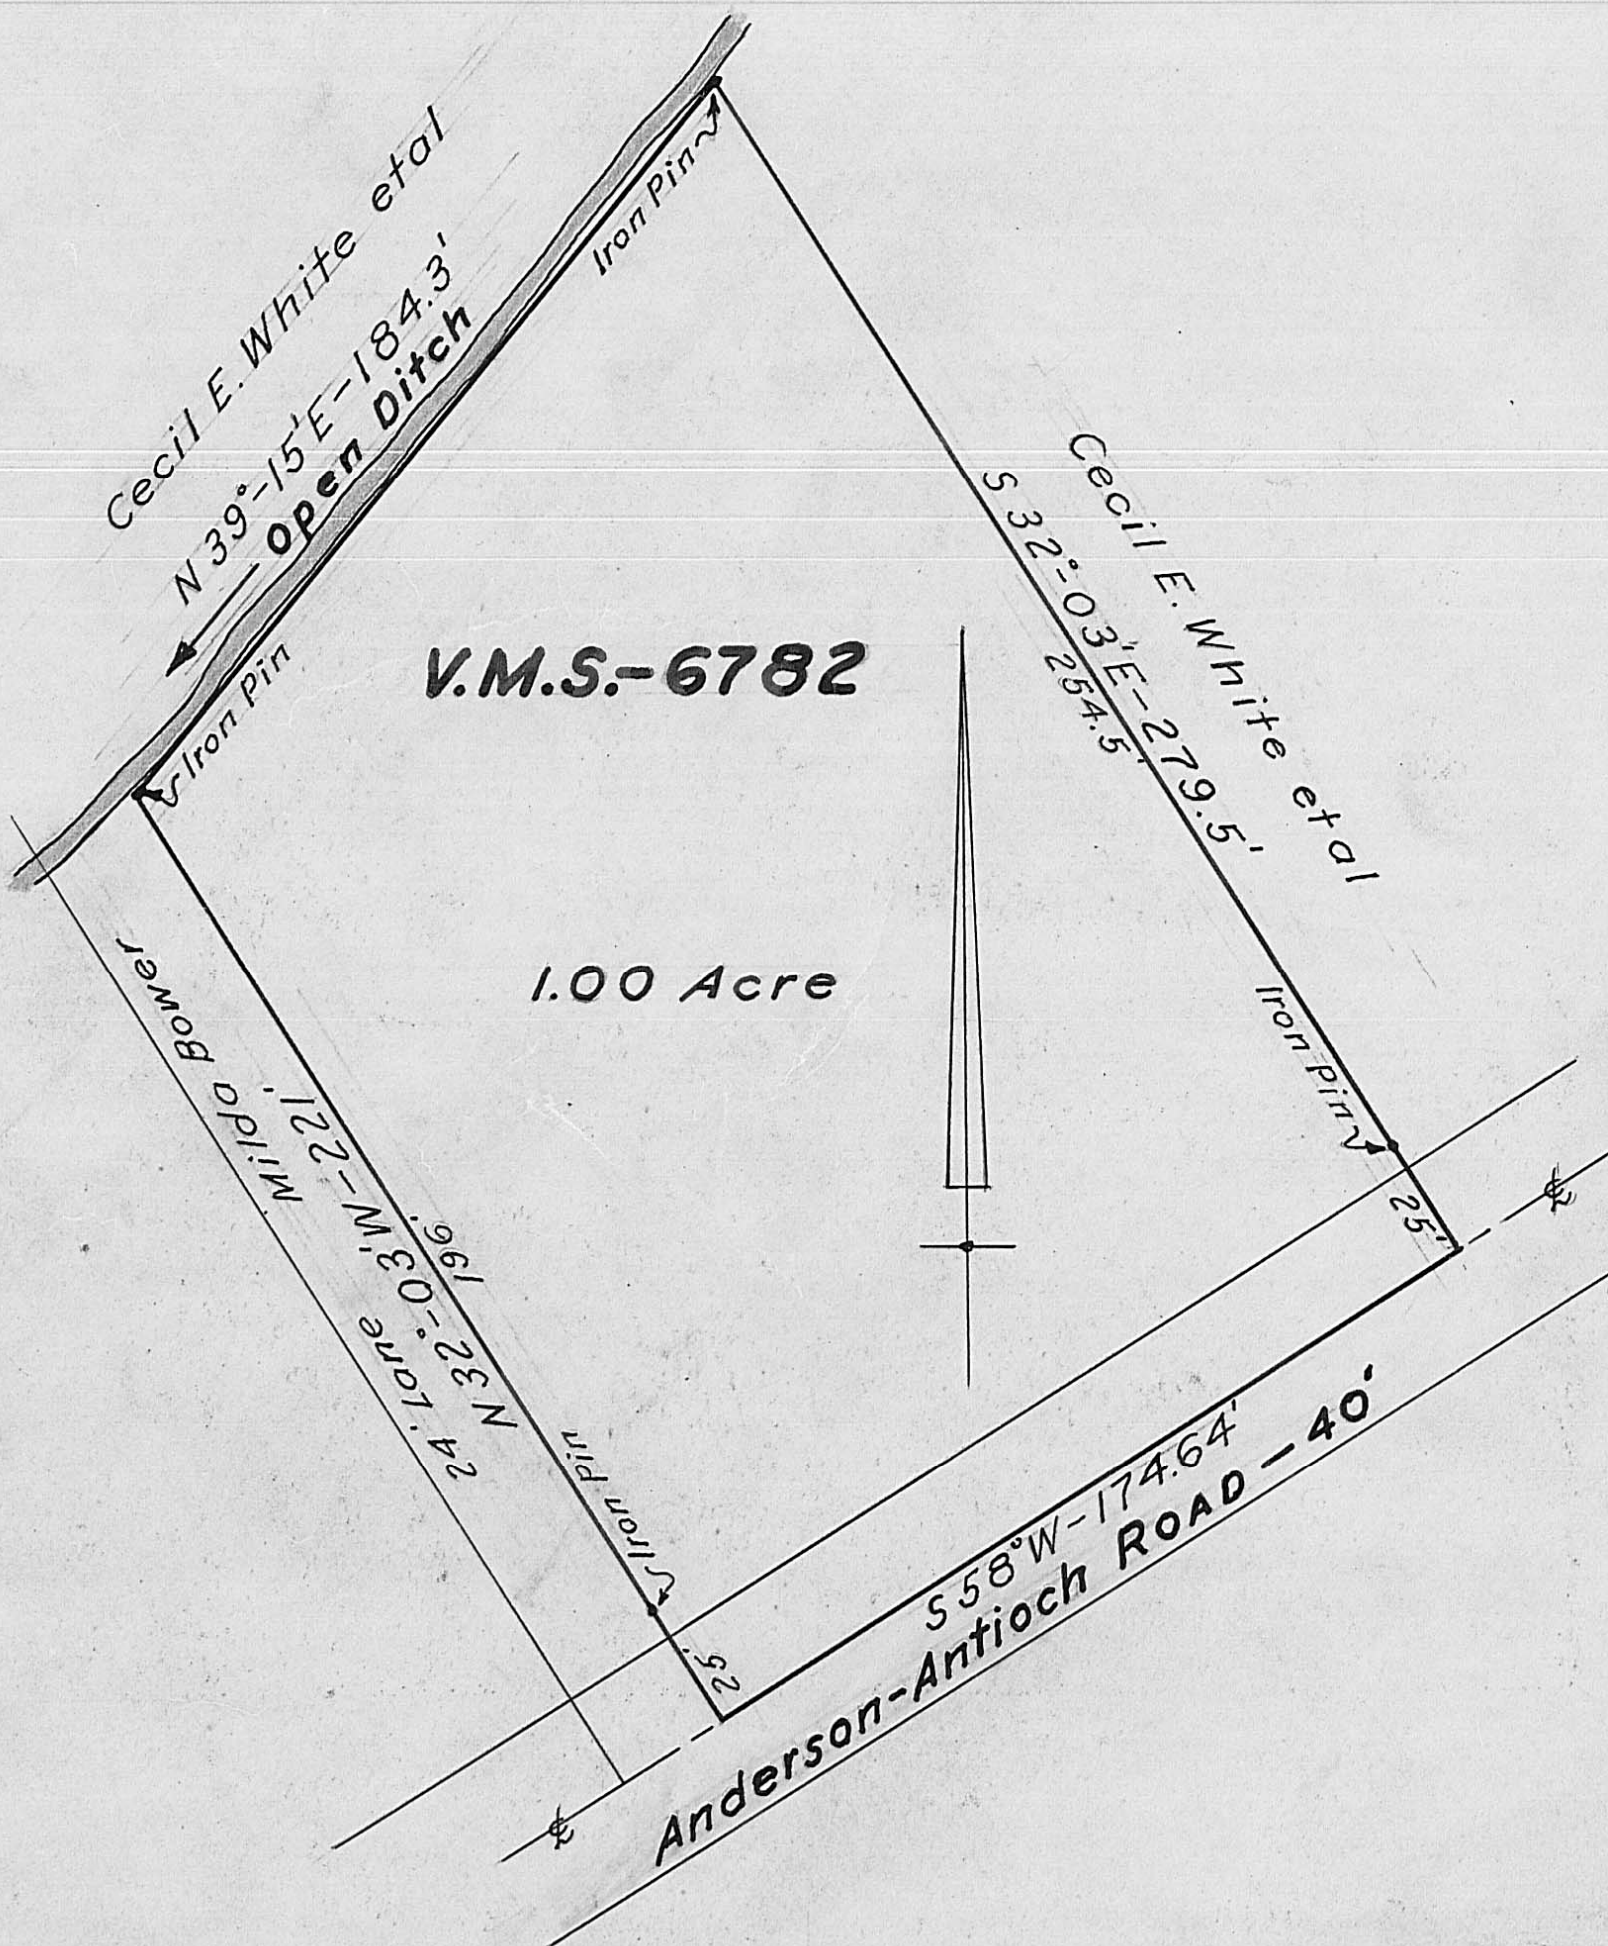 Cecil E. White etal
N 39°-15'E-184.3'
Open Ditch
Iron Pin
Iron Pin
V.M.S.-6782
1.00 Acre
Cecil E. White etal
S 32°-03'E-279.5'
254.5'
Iron Pin
25'
℄
Milda Bower
24' Lane
N 32°-03'W-221'
196'
Iron Pin
25'
S 58°W-174.64'
Anderson-Antioch ROAD-40'
℄